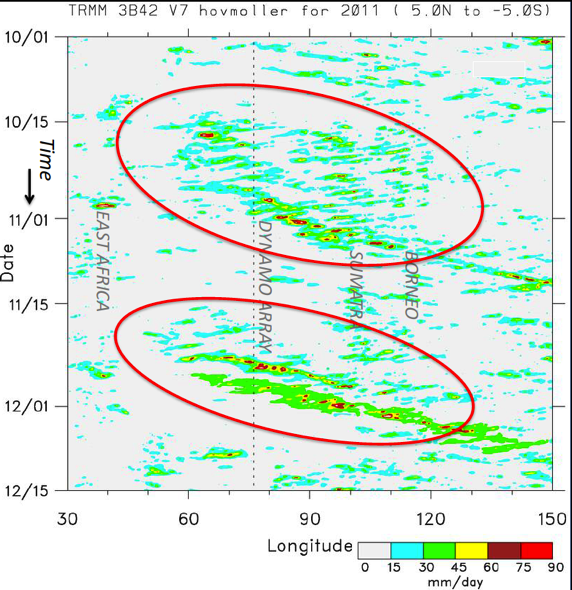 TRMM 3B42 V7 hovmoller for 2011 ( 5.0N to -5.0S)
10/01
10/15
11/01
11/15
12/01
12/15
Time
Date
EAST AFRICA
DYNAMO ARRAY
SUMATRA
BORNEO
30 60 90 120 150
Longitude
0 15 30 45 60 75 90
mm/day